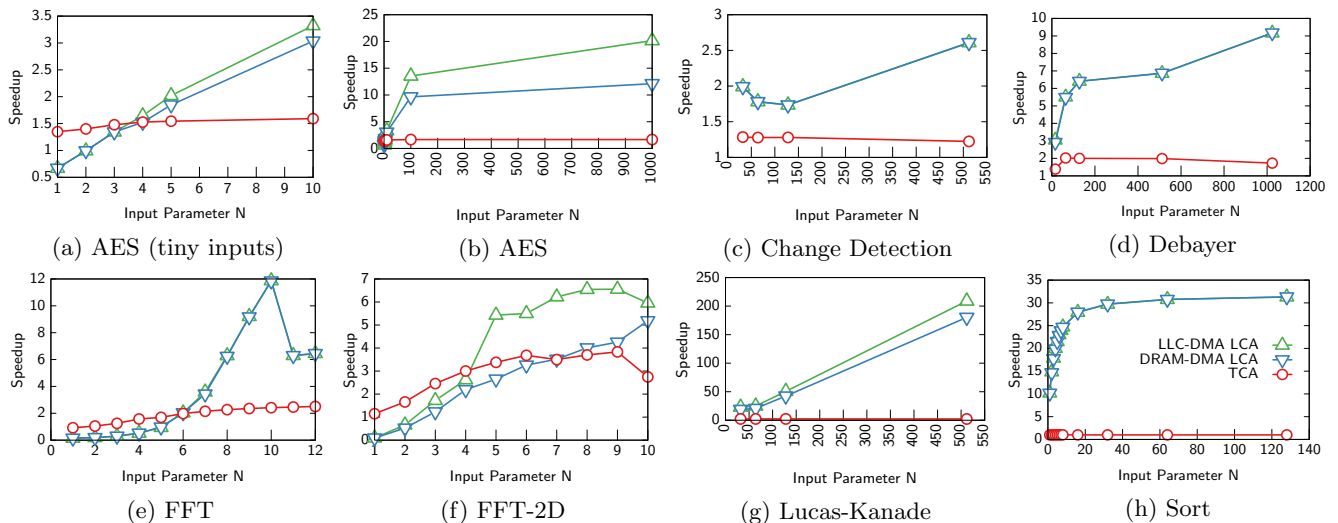 3.5
3
2.5
2
1.5
1
0.5
Speedup
1 2 3 4 5 6 7 8 9 10
Input Parameter N
(a) AES (tiny inputs)
25
20
15
10
5
0
Speedup
0 100 200 300 400 500 600 700 800 900 1000
Input Parameter N
(b) AES
3
2
2
1
1
Speedup
0 50 100 150 200 250 300 350 400 450 500 550
Input Parameter N
(c) Change Detection
10
9
8
7
6
5
4
3
2
1
Speedup
0 200 400 600 800 1000 1200
Input Parameter N
(d) Debayer
12
10
8
6
4
2
0
Speedup
0 1 2 3 4 5 6 7 8 9 10 11 12
Input Parameter N
(e) FFT
7
6
5
4
3
2
1
0
Speedup
1 2 3 4 5 6 7 8 9 10
Input Parameter N
(f) FFT-2D
250
200
150
100
50
0
Speedup
0 50 100 150 200 250 300 350 400 450 500 550
Input Parameter N
(g) Lucas-Kanade
35
30
25
20
15
10
5
0
Speedup
LLC-DMA LCA
DRAM-DMA LCA
TCA
0 20 40 60 80 100 120 140
Input Parameter N
(h) Sort